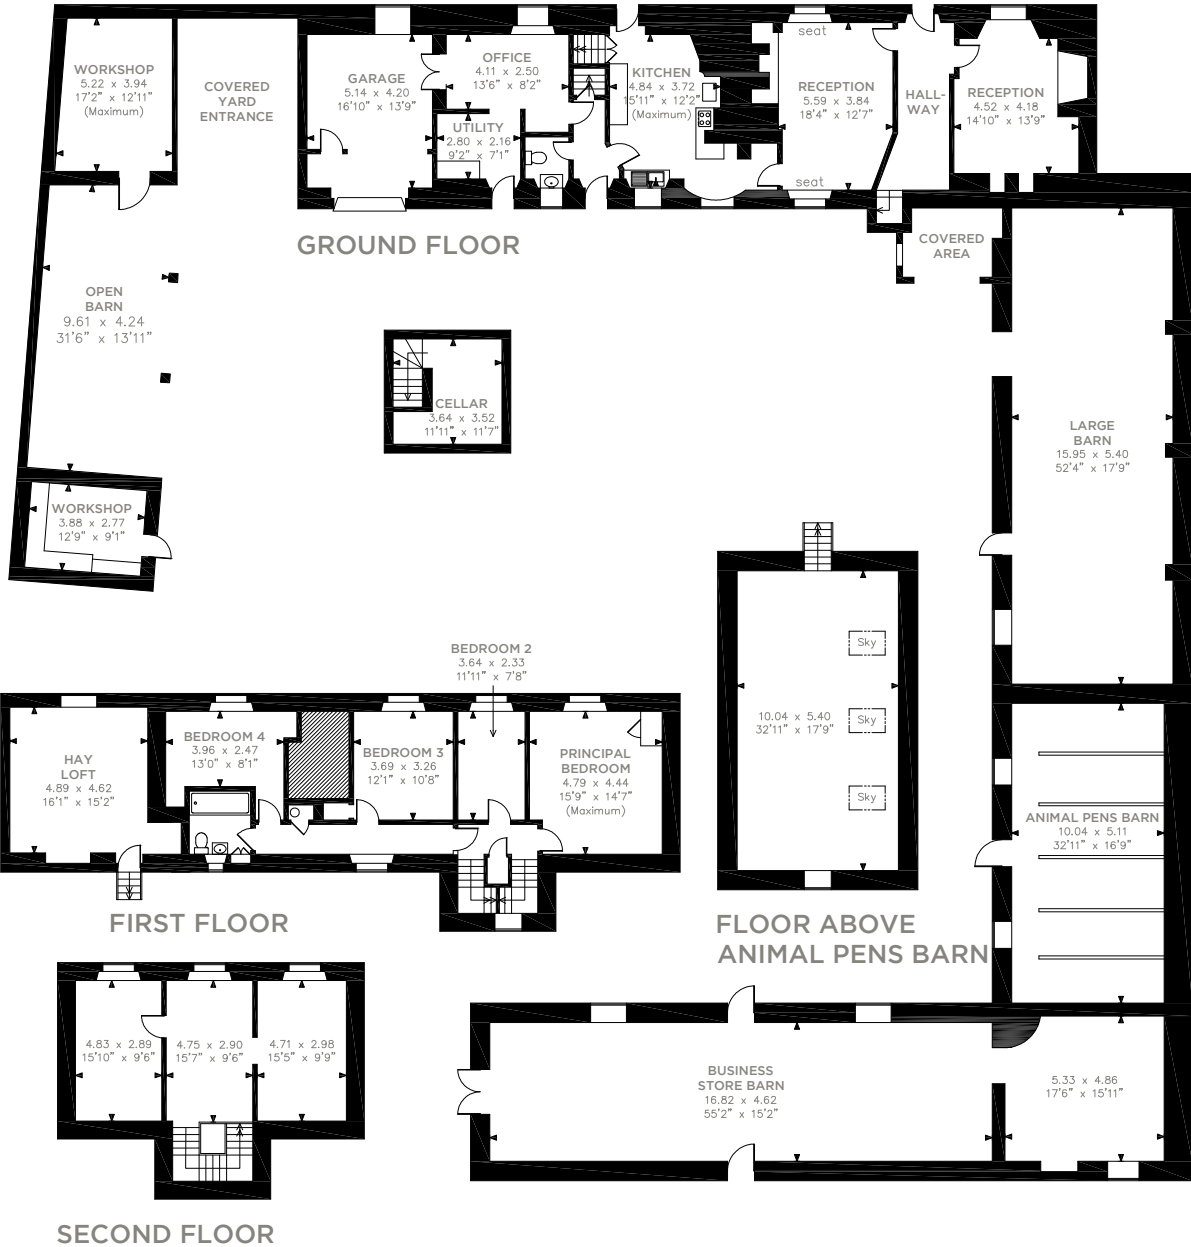 WORKSHOP
5.22 x 3.94
17'2" x 12'11"
(Maximum)
COVERED
YARD
ENTRANCE
GARAGE
5.14 x 4.20
16'10" x 13'9"
OFFICE
4.11 x 2.50
13'6" x 8'2"
UTILITY
2.80 x 2.16
9'2" x 7'1"
KITCHEN
4.84 x 3.72
15'11" x 12'2"
(Maximum)
seat
RECEPTION
5.59 x 3.84
18'4" x 12'7"
seat
HALL-
WAY
RECEPTION
4.52 x 4.18
14'10" x 13'9"
GROUND FLOOR
COVERED
AREA
OPEN
BARN
9.61 x 4.24
31'6" x 13'11"
CELLAR
3.64 x 3.52
11'11" x 11'7"
LARGE
BARN
15.95 x 5.40
52'4" x 17'9"
WORKSHOP
3.88 x 2.77
12'9" x 9'1"
BEDROOM 2
3.64 x 2.33
11'11" x 7'8"
Sky
10.04 x 5.40
32'11" x 17'9"
Sky
Sky
HAY
LOFT
4.89 x 4.62
16'1" x 15'2"
BEDROOM 4
3.96 x 2.47
13'0" x 8'1"
BEDROOM 3
3.69 x 3.26
12'1" x 10'8"
PRINCIPAL
BEDROOM
4.79 x 4.44
15'9" x 14'7"
(Maximum)
ANIMAL PENS BARN
10.04 x 5.11
32'11" x 16'9"
FIRST FLOOR
FLOOR ABOVE
ANIMAL PENS BARN
4.83 x 2.89
15'10" x 9'6"
4.75 x 2.90
15'7" x 9'6"
4.71 x 2.98
15'5" x 9'9"
BUSINESS
STORE BARN
16.82 x 4.62
55'2" x 15'2"
5.33 x 4.86
17'6" x 15'11"
SECOND FLOOR